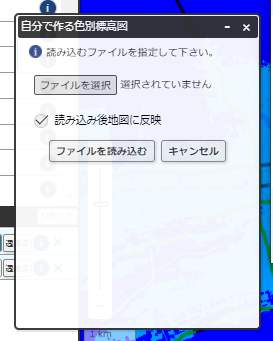 自分で作る色別標高図
読み込むファイルを指定して下さい。
ファイルを選択 選択されていません
読み込み後地図に反映
ファイルを読み込む キャンセル
1 km